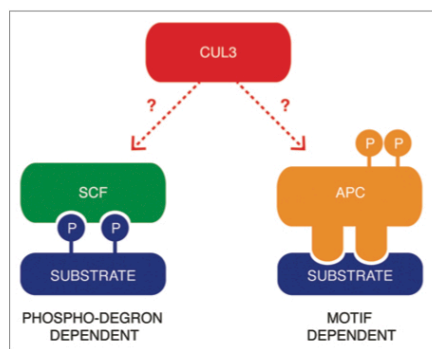 CUL3
? ?
P P
SCF APC
P P
SUBSTRATE SUBSTRATE
PHOSPHO-DEGRON
DEPENDENT
MOTIF
DEPENDENT